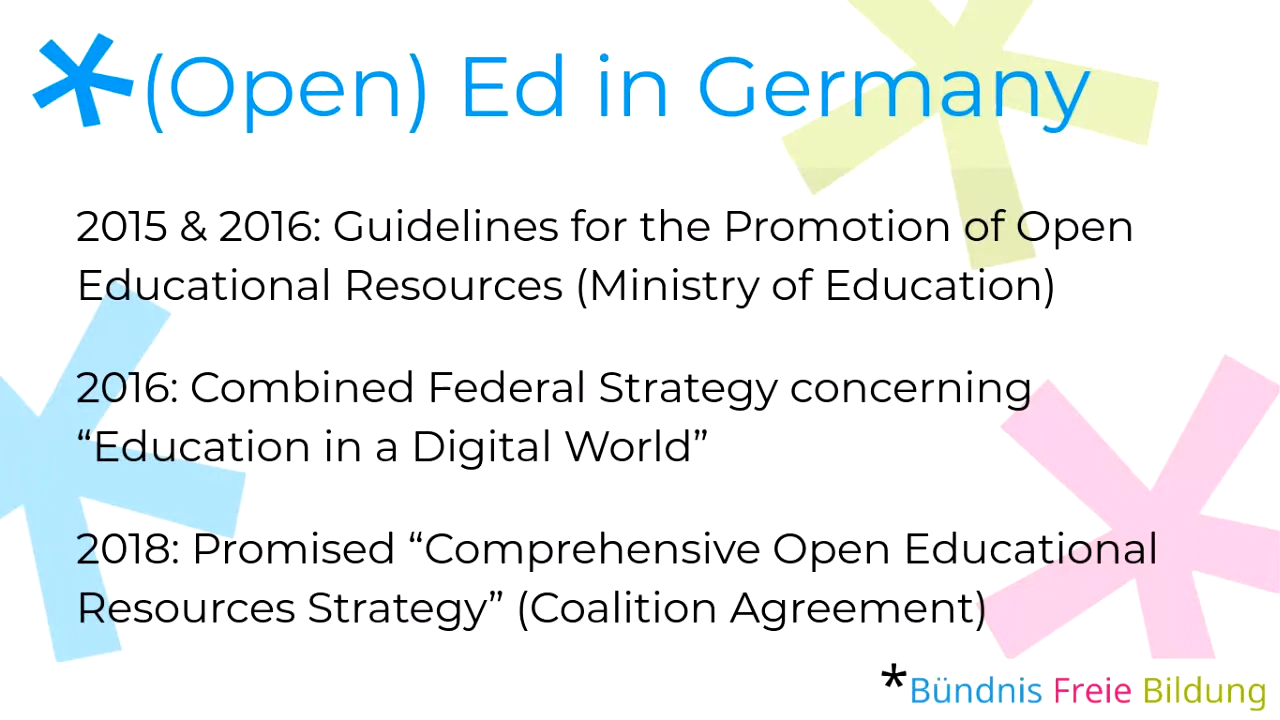 *(Open) Ed in Germany
2015 & 2016: Guidelines for the Promotion of Open
Educational Resources (Ministry of Education)
2016: Combined Federal Strategy concerning
“Education in a Digital World”
2018: Promised “Comprehensive Open Educational
Resources Strategy” (Coalition Agreement)
*Bündnis Freie Bildung